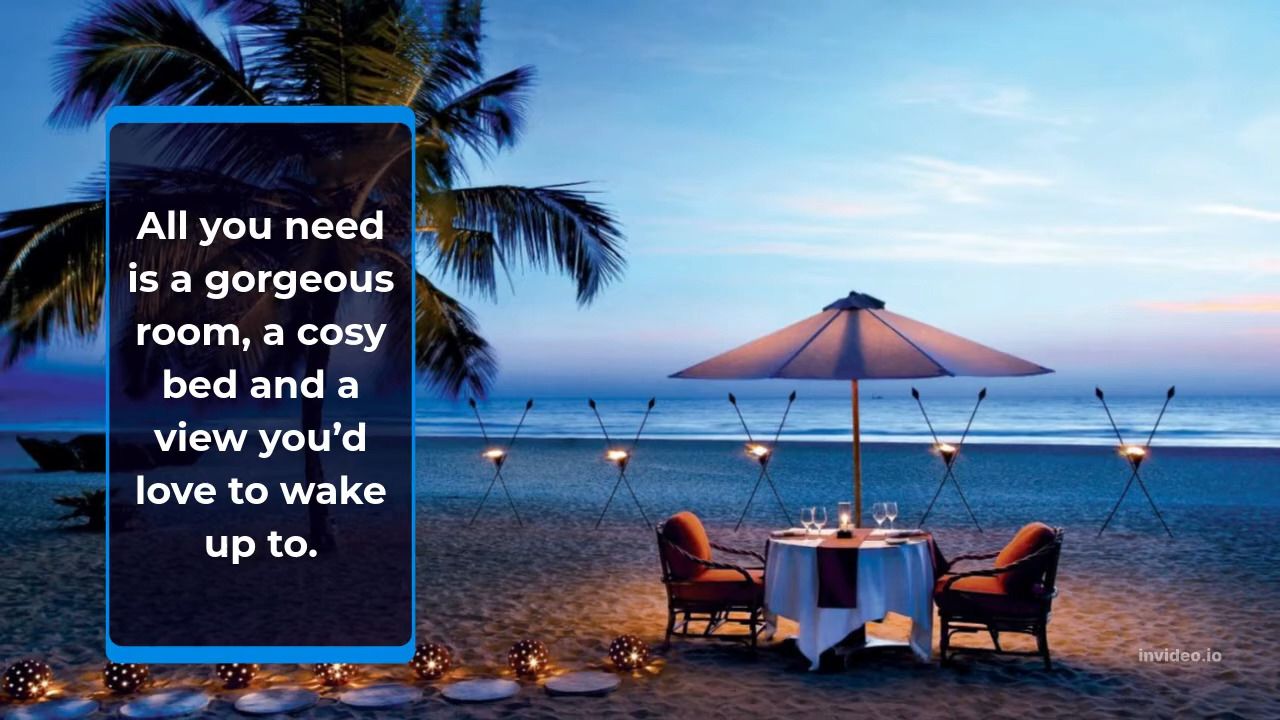 All you need
is a gorgeous
room, a cosy
bed and a
view you’d
love to wake
up to.
invideo.io